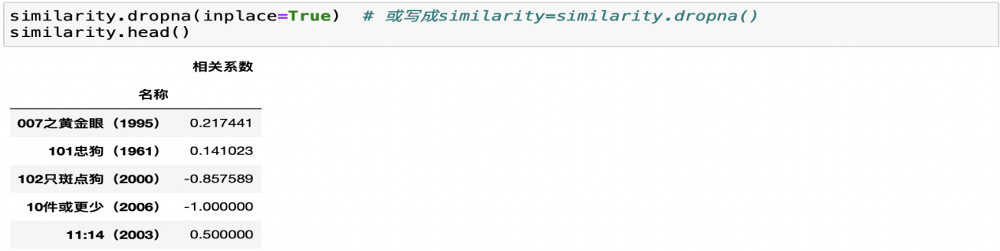 similarity.dropna(inplace=True)  # 或写成similarity=similarity.dropna()
similarity.head()
相关系数
名称
007之黄金眼（1995） 0.217441
101忠狗（1961） 0.141023
102只斑点狗（2000） -0.857589
10件或更少（2006） -1.000000
11:14（2003） 0.500000